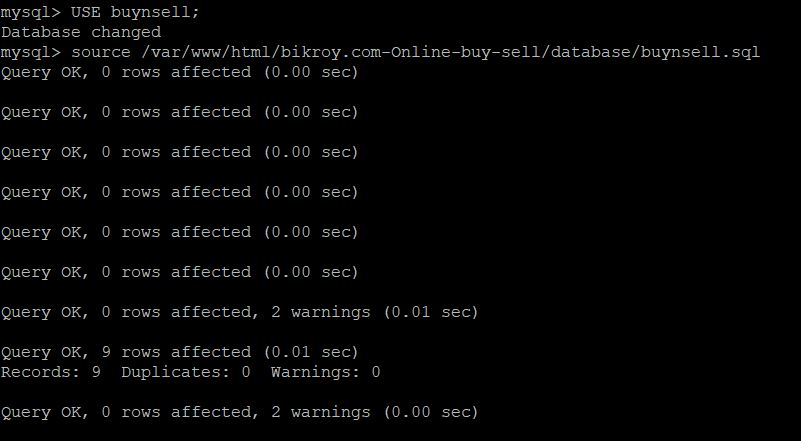 mysql> USE buynsell;
Database changed
mysql> source /var/www/html/bikroy.com-Online-buy-sell/database/buynsell.sql
Query OK, 0 rows affected (0.00 sec)
Query OK, 0 rows affected (0.00 sec)
Query OK, 0 rows affected (0.00 sec)
Query OK, 0 rows affected (0.00 sec)
Query OK, 0 rows affected (0.00 sec)
Query OK, 0 rows affected (0.00 sec)
Query OK, 0 rows affected, 2 warnings (0.01 sec)
Query OK, 9 rows affected (0.01 sec)
Records: 9  Duplicates: 0  Warnings: 0
Query OK, 0 rows affected, 2 warnings (0.00 sec)